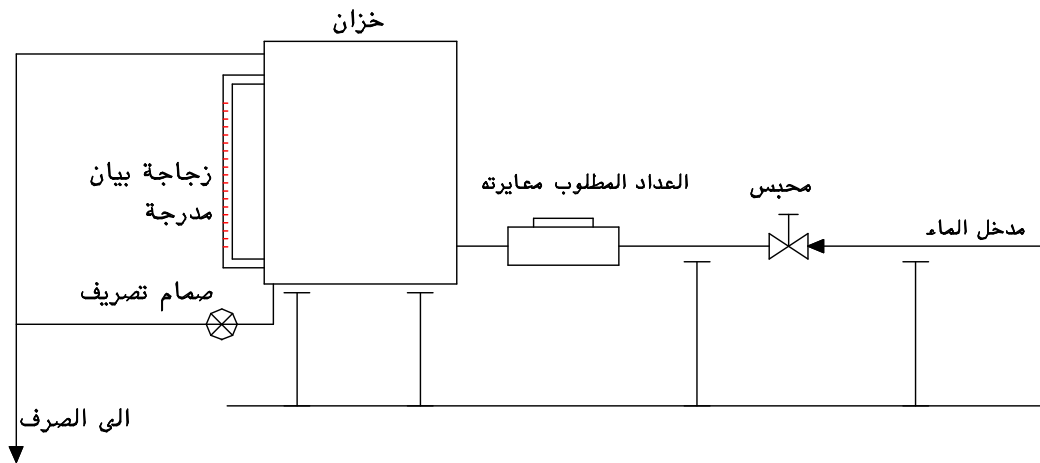 خزان
زجاجة بيان
مدرجة
العداد المطلوب معايرته
محبس
مدخل الماء
صمام تصريف
الى الصرف